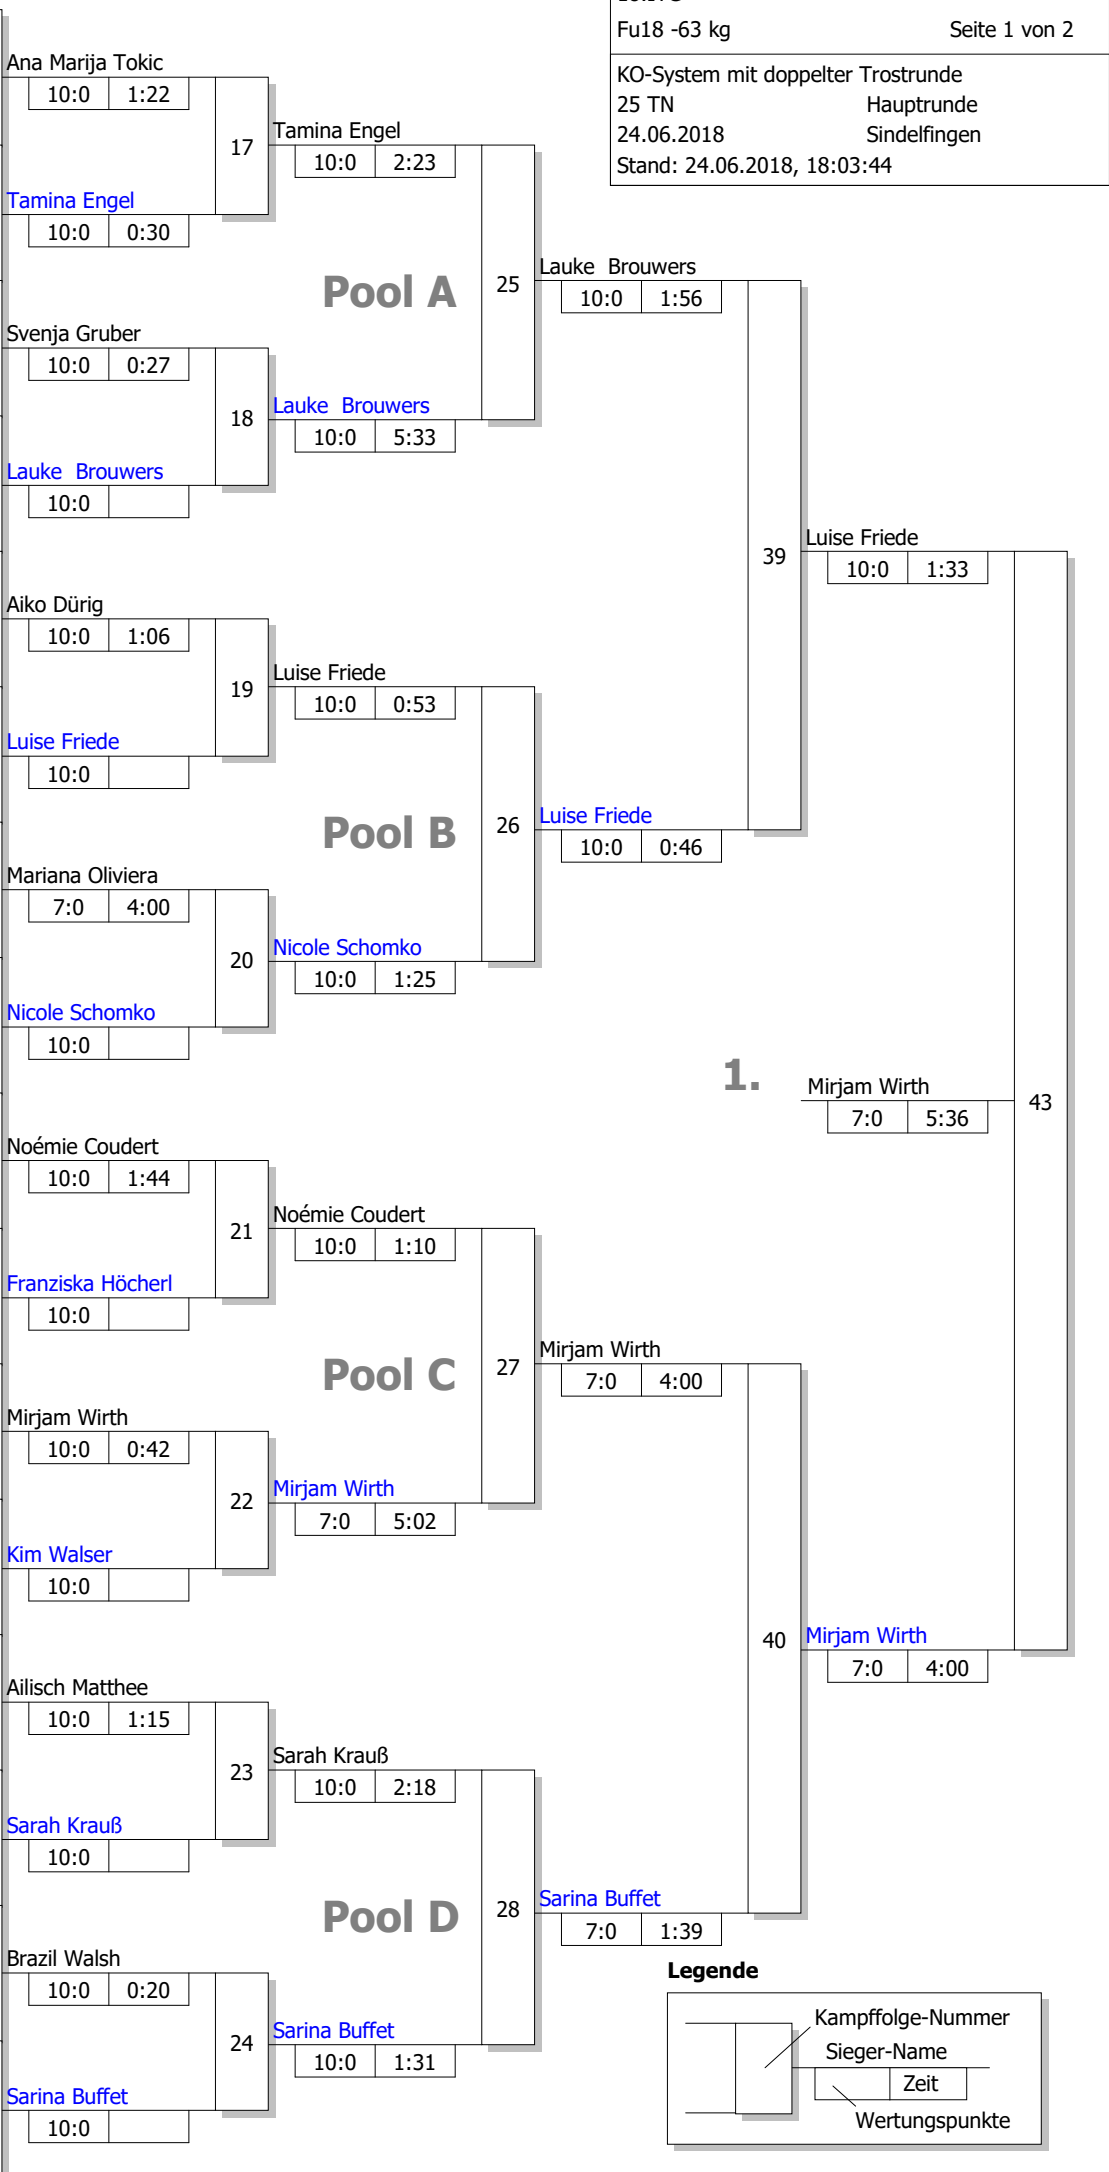 Fu18 -63 kg Seite 1 von 2
KO-System mit doppelter Trostrunde
25 TN Hauptrunde
24.06.2018 Sindelfingen
Stand: 24.06.2018, 18:03:44
Ana Marija Tokic
10:0 1:22
17
Tamina Engel
10:0 2:23
Tamina Engel
10:0 0:30
Pool A
25
Lauke Brouwers
10:0 1:56
Svenja Gruber
10:0 0:27
18
Lauke Brouwers
10:0 5:33
Lauke Brouwers
10:0
39
Luise Friede
10:0 1:33
Aiko Dürig
10:0 1:06
19
Luise Friede
10:0 0:53
Luise Friede
10:0
Pool B
26
Luise Friede
10:0 0:46
Mariana Oliviera
7:0 4:00
20
Nicole Schomko
10:0 1:25
Nicole Schomko
10:0
1.
Mirjam Wirth
7:0 5:36
43
Noémie Coudert
10:0 1:44
21
Noémie Coudert
10:0 1:10
Franziska Höcherl
10:0
Pool C
27
Mirjam Wirth
7:0 4:00
Mirjam Wirth
10:0 0:42
22
Mirjam Wirth
7:0 5:02
Kim Walser
10:0
40
Mirjam Wirth
7:0 4:00
Ailisch Matthee
10:0 1:15
23
Sarah Krauß
10:0 2:18
Sarah Krauß
10:0
Pool D
28
Sarina Buffet
7:0 1:39
Brazil Walsh
10:0 0:20
24
Sarina Buffet
10:0 1:31
Sarina Buffet
10:0
Legende
Kampffolge-Nummer
Sieger-Name
Zeit
Wertungspunkte